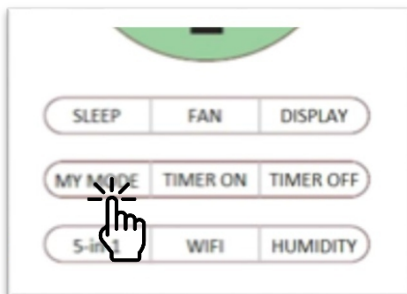 SLEEP FAN DISPLAY
MY MODE TIMER ON TIMER OFF
5-in-1 WIFI HUMIDITY